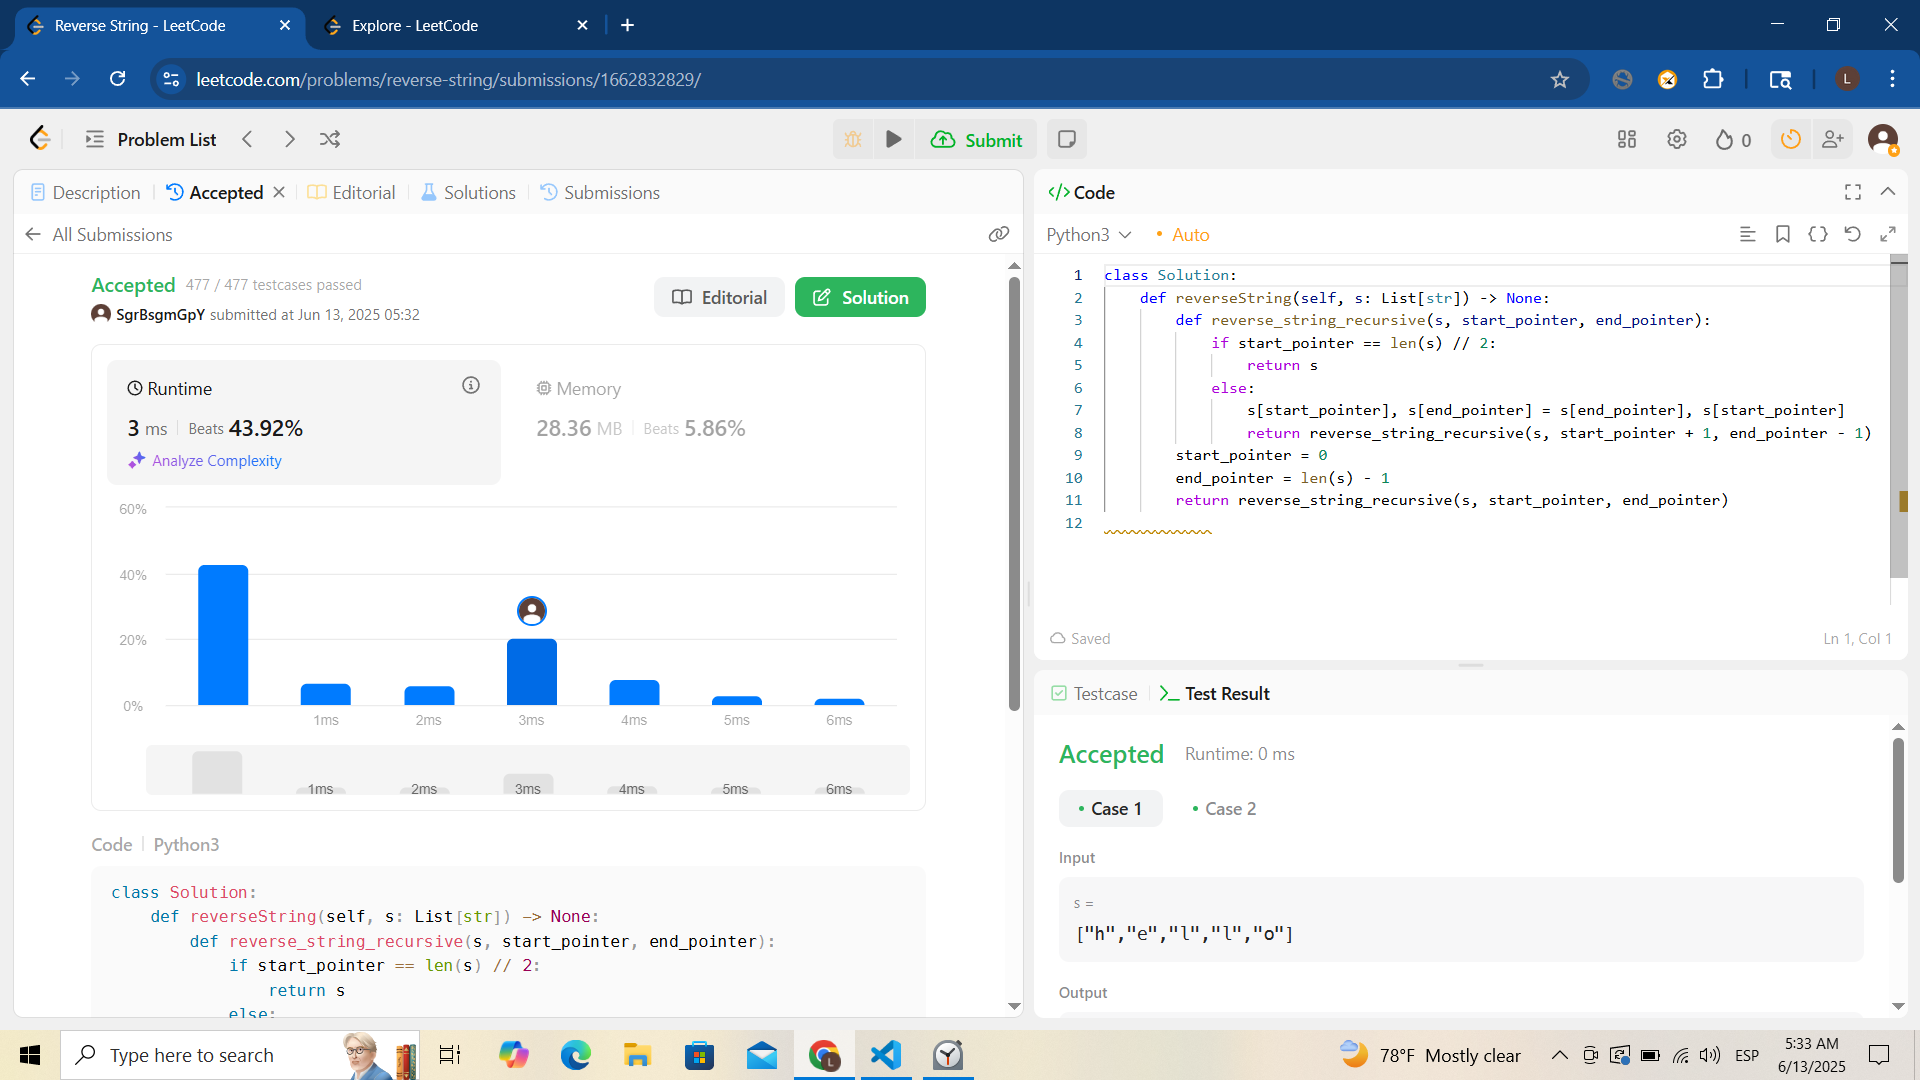 Reverse String - LeetCode
Explore - LeetCode
leetcode.com/problems/reverse-string/submissions/1662832829/
L
Problem List
Submit
0
Description
Accepted
Editorial
Solutions
Submissions
All Submissions
Accepted 477 / 477 testcases passed
SgrBsgmGpY submitted at Jun 13, 2025 05:32
Editorial
Solution
Runtime
3 ms Beats 43.92%
Analyze Complexity
Memory
28.36 MB Beats 5.86%
60%
40%
20%
0%
1ms 2ms 3ms 4ms 5ms 6ms
1ms 2ms 3ms 4ms 5ms 6ms
Code Python3
class Solution:
def reverseString(self, s: List[str]) -> None:
def reverse_string_recursive(s, start_pointer, end_pointer):
if start_pointer == len(s) // 2:
return s
else:
</> Code
Python3
Auto
1 class Solution:
2 def reverseString(self, s: List[str]) -> None:
3 def reverse_string_recursive(s, start_pointer, end_pointer):
4 if start_pointer == len(s) // 2:
5 return s
6 else:
7 s[start_pointer], s[end_pointer] = s[end_pointer], s[start_pointer]
8 return reverse_string_recursive(s, start_pointer + 1, end_pointer - 1)
9 start_pointer = 0
10 end_pointer = len(s) - 1
11 return reverse_string_recursive(s, start_pointer, end_pointer)
12
Saved
Ln 1, Col 1
Testcase
Test Result
Accepted Runtime: 0 ms
Case 1
Case 2
Input
s =
["h","e","l","l","o"]
Output
Type here to search
L
78°F Mostly clear
ESP
5:33 AM
6/13/2025